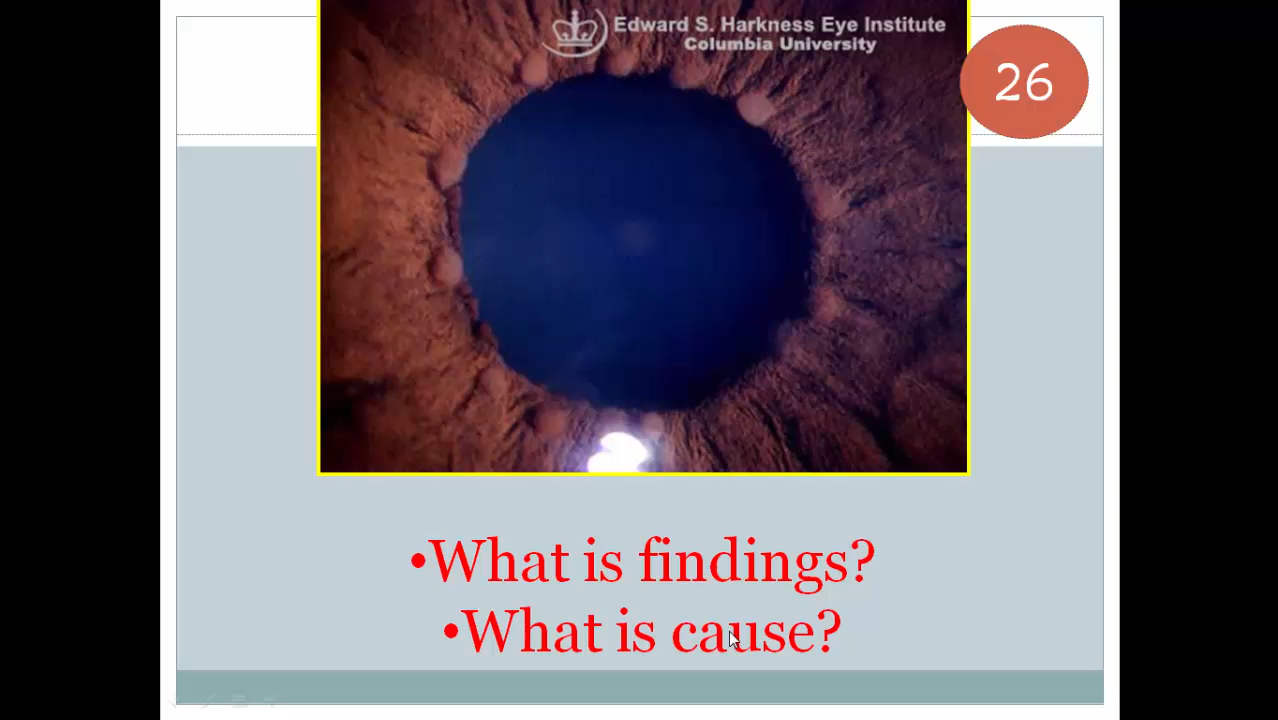 Edward S. Harkness Eye Institute
Columbia University
26
•What is findings?
•What is cause?